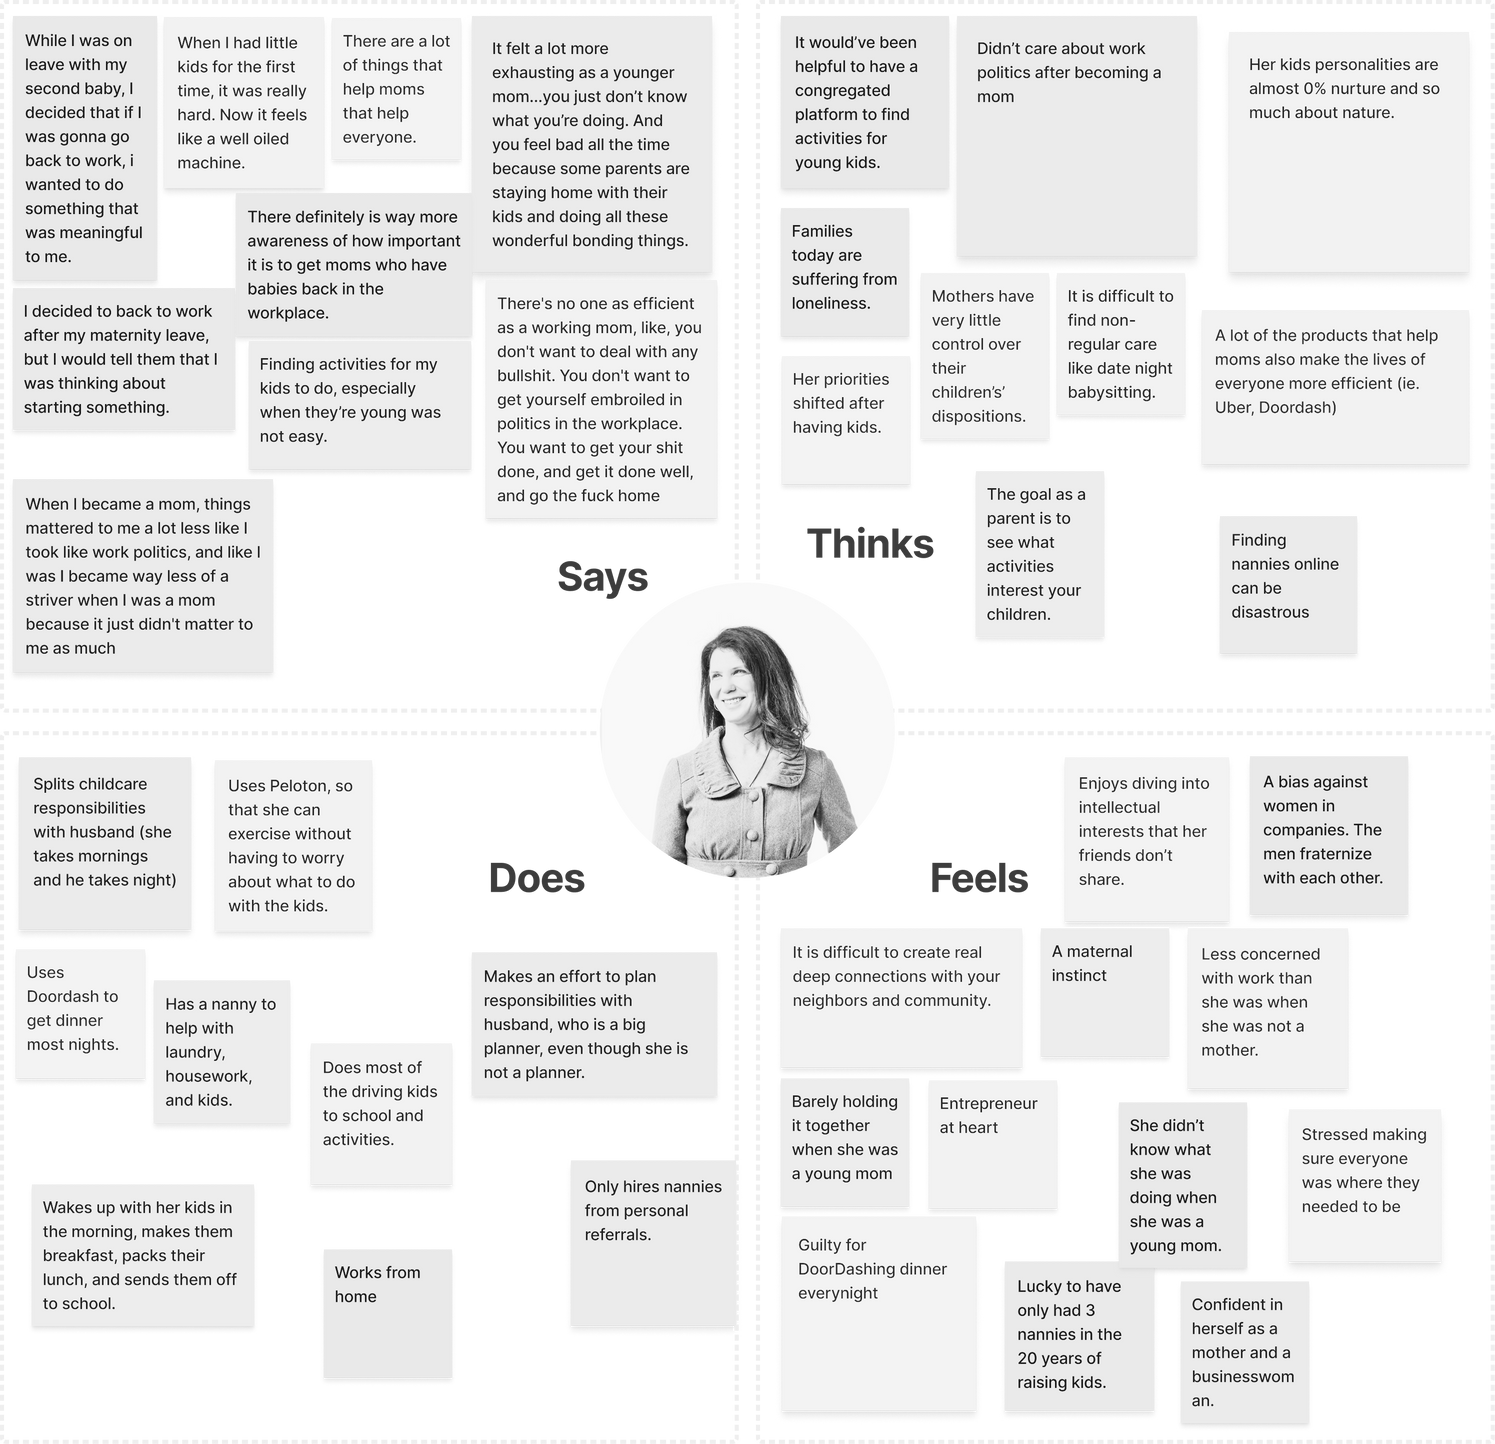 While I was on
leave with my
second baby, I
decided that if I
was gonna go
back to work, i
wanted to do
something that
was meaningful
to me.
When I had little
kids for the first
time, it was really
hard. Now it feels
like a well oiled
machine.
There are a lot
of things that
help moms
that help
everyone.
It felt a lot more
exhausting as a younger
mom...you just don’t know
what you’re doing. And
you feel bad all the time
because some parents are
staying home with their
kids and doing all these
wonderful bonding things.
There definitely is way more
awareness of how important
it is to get moms who have
babies back in the
workplace.
I decided to back to work
after my maternity leave,
but I would tell them that I
was thinking about
starting something.
Finding activities for my
kids to do, especially
when they’re young was
not easy.
There's no one as efficient
as a working mom, like, you
don't want to deal with any
bullshit. You don't want to
get yourself embroiled in
politics in the workplace.
You want to get your shit
done, and get it done well,
and go the fuck home
When I became a mom, things
mattered to me a lot less like I
took like work politics, and like I
was I became way less of a
striver when I was a mom
because it just didn't matter to
me as much
Says
It would’ve been
helpful to have a
congregated
platform to find
activities for
young kids.
Didn’t care about work
politics after becoming a
mom
Her kids personalities are
almost 0% nurture and so
much about nature.
Families
today are
suffering from
loneliness.
Mothers have
very little
control over
their
children’s’
dispositions.
It is difficult to
find non-
regular care
like date night
babysitting.
A lot of the products that help
moms also make the lives of
everyone more efficient (ie.
Uber, Doordash)
Her priorities
shifted after
having kids.
The goal as a
parent is to
see what
activities
interest your
children.
Finding
nannies online
can be
disastrous
Thinks
Splits childcare
responsibilities
with husband (she
takes mornings
and he takes night)
Uses Peloton, so
that she can
exercise without
having to worry
about what to do
with the kids.
Does
Uses
Doordash to
get dinner
most nights.
Has a nanny to
help with
laundry,
housework,
and kids.
Does most of
the driving kids
to school and
activities.
Makes an effort to plan
responsibilities with
husband, who is a big
planner, even though she is
not a planner.
Wakes up with her kids in
the morning, makes them
breakfast, packs their
lunch, and sends them off
to school.
Works from
home
Only hires nannies
from personal
referrals.
Feels
Enjoys diving into
intellectual
interests that her
friends don’t
share.
A bias against
women in
companies. The
men fraternize
with each other.
It is difficult to create real
deep connections with your
neighbors and community.
A maternal
instinct
Less concerned
with work than
she was when
she was not a
mother.
Barely holding
it together
when she was
a young mom
Entrepreneur
at heart
She didn’t
know what
she was
doing when
she was a
young mom.
Stressed making
sure everyone
was where they
needed to be
Guilty for
DoorDashing dinner
everynight
Lucky to have
only had 3
nannies in the
20 years of
raising kids.
Confident in
herself as a
mother and a
businesswom
an.